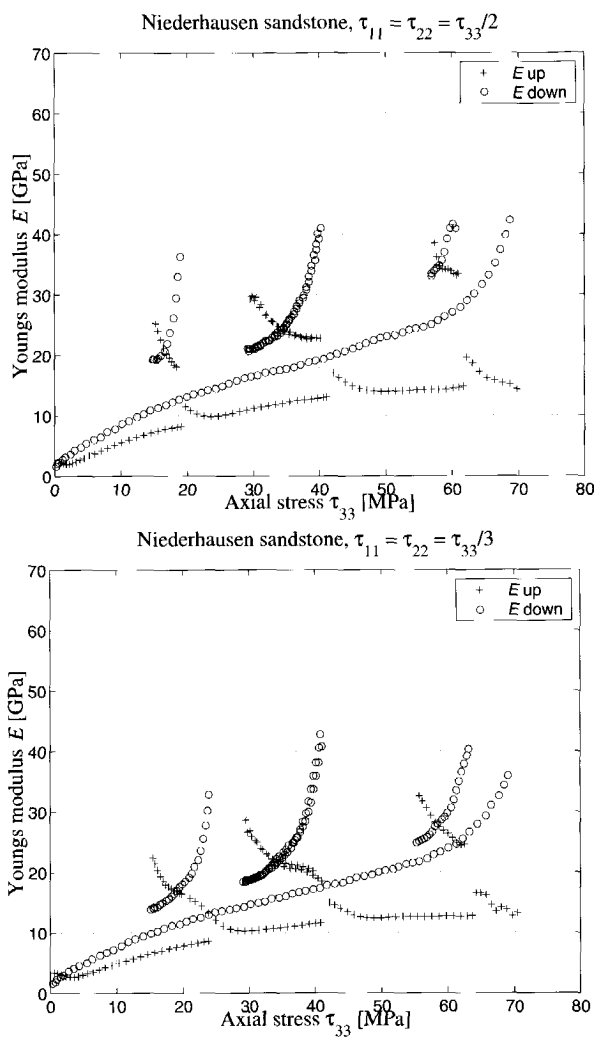 Niederhausen sandstone, τ11 = τ22 = τ33/2
70
60
50
40
30
20
10
0
Youngs modulus E [GPa]
+ E up
○ E down
0 10 20 30 40 50 60 70 80
Axial stress τ33 [MPa]
Niederhausen sandstone, τ11 = τ22 = τ33/3
70
60
50
40
30
20
10
0
Youngs modulus E [GPa]
+ E up
○ E down
0 10 20 30 40 50 60 70 80
Axial stress τ33 [MPa]